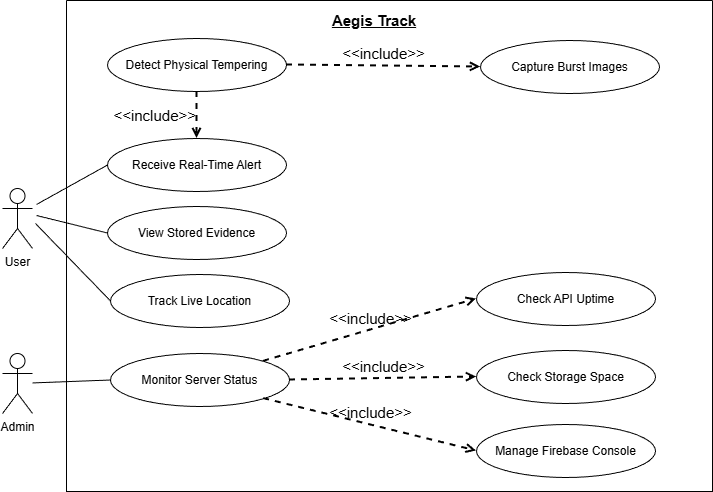 Aegis Track
<<include>>
Detect Physical Tempering
Capture Burst Images
<<include>>
Receive Real-Time Alert
View Stored Evidence
User
Track Live Location
Check API Uptime
<<include>>
<<include>>
Monitor Server Status
Check Storage Space
<<include>>
Admin
Manage Firebase Console